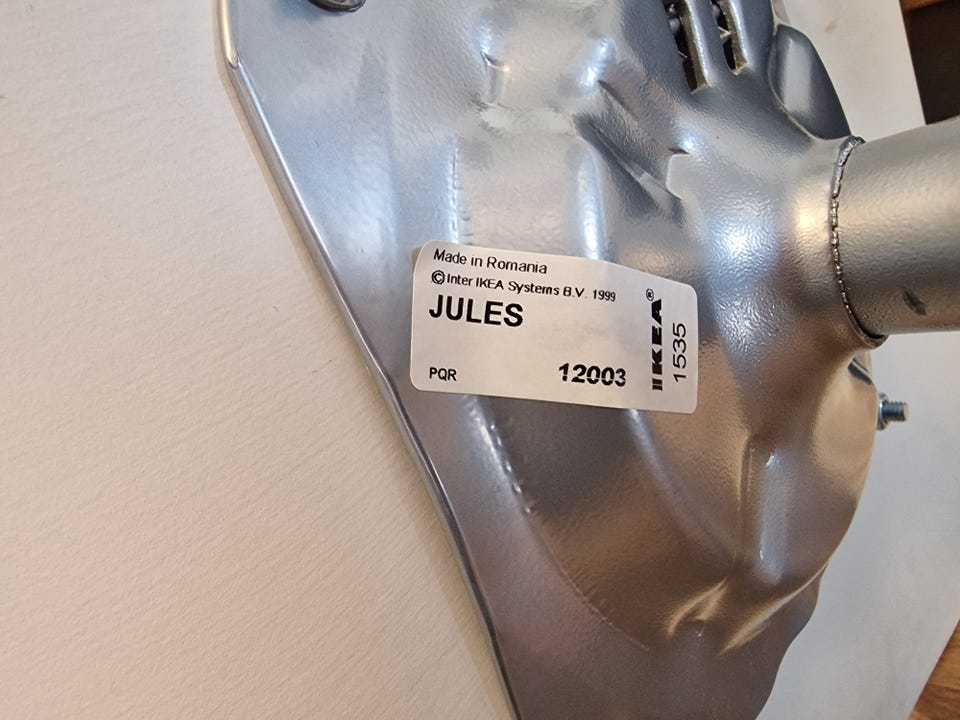 Made in Romania
© Inter IKEA Systems B.V. 1999
JULES
PQR
12003
IKEA®
1535